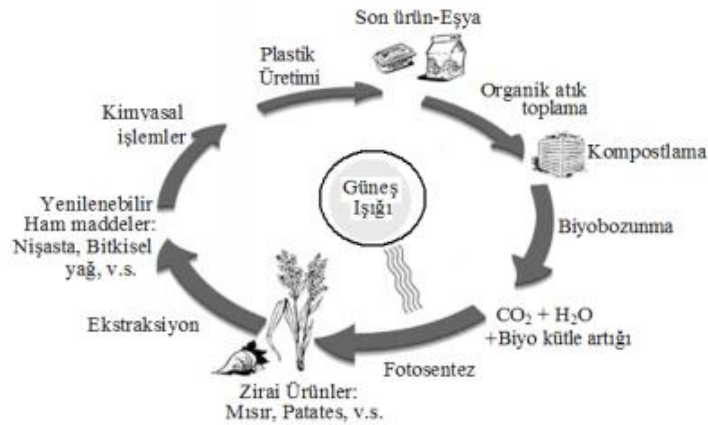 Son ürün-Eşya
Plastik
Üretimi
Organik atık
toplama
Kimyasal
işlemler
Kompostlama
Güneş
Işığı
Yenilenebilir
Ham maddeler:
Nişasta, Bitkisel
yağ, v.s.
Biyobozunma
Ekstraksiyon
CO₂ + H₂O
+Biyo kütle artığı
Fotosentez
Zirai Ürünler:
Mısır, Patates, v.s.